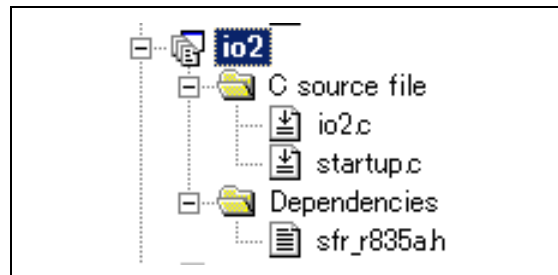 io2
C source file
io2.c
startup.c
Dependencies
sfr_r835a.h